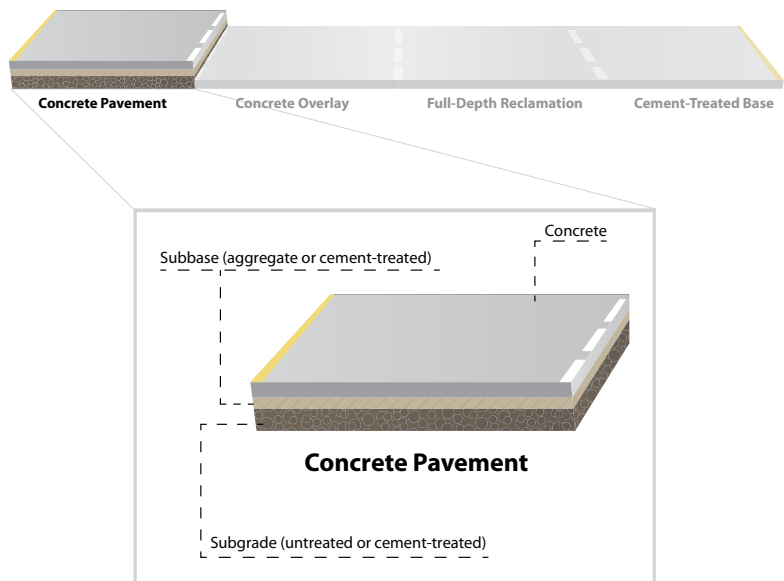 Concrete Pavement
Concrete Overlay
Full-Depth Reclamation
Cement-Treated Base
Concrete
Subbase (aggregate or cement-treated)
Concrete Pavement
Subgrade (untreated or cement-treated)